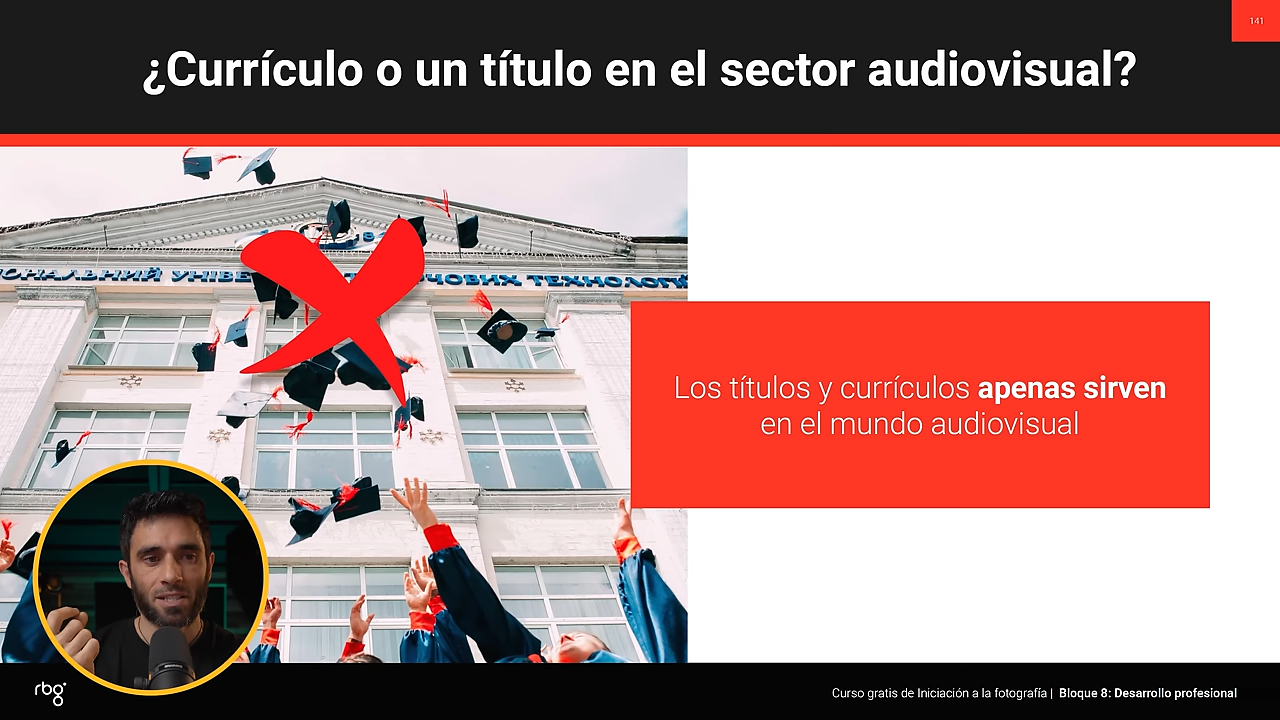 141
¿Currículo o un título en el sector audiovisual?
Los títulos y currículos apenas sirven
en el mundo audiovisual
rbg
Curso gratis de Iniciación a la fotografía | Bloque 8: Desarrollo profesional